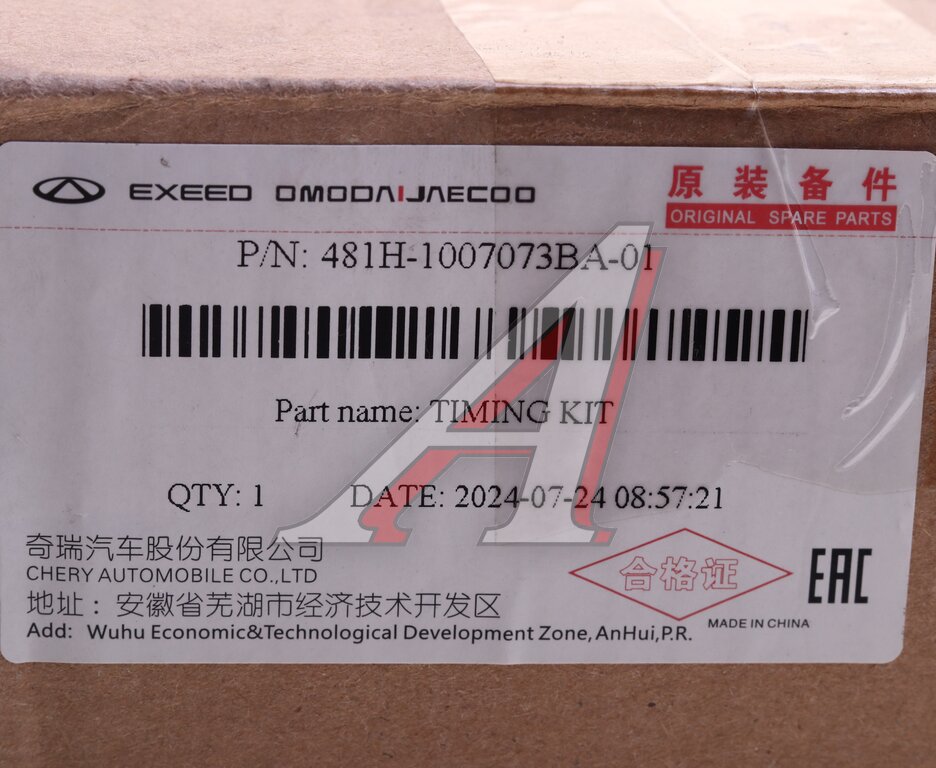 EXEED OMODA|JAECOO
原装备件
ORIGINAL SPARE PARTS
P/N: 481H-1007073BA-01
Part name: TIMING KIT
QTY: 1 DATE: 2024-07-24 08:57:21
奇瑞汽车股份有限公司
CHERY AUTOMOBILE CO.,LTD
地址：安徽省芜湖市经济技术开发区
Add: Wuhu Economic&Technological Development Zone, AnHui,P.R.
合格证
EAC
MADE IN CHINA